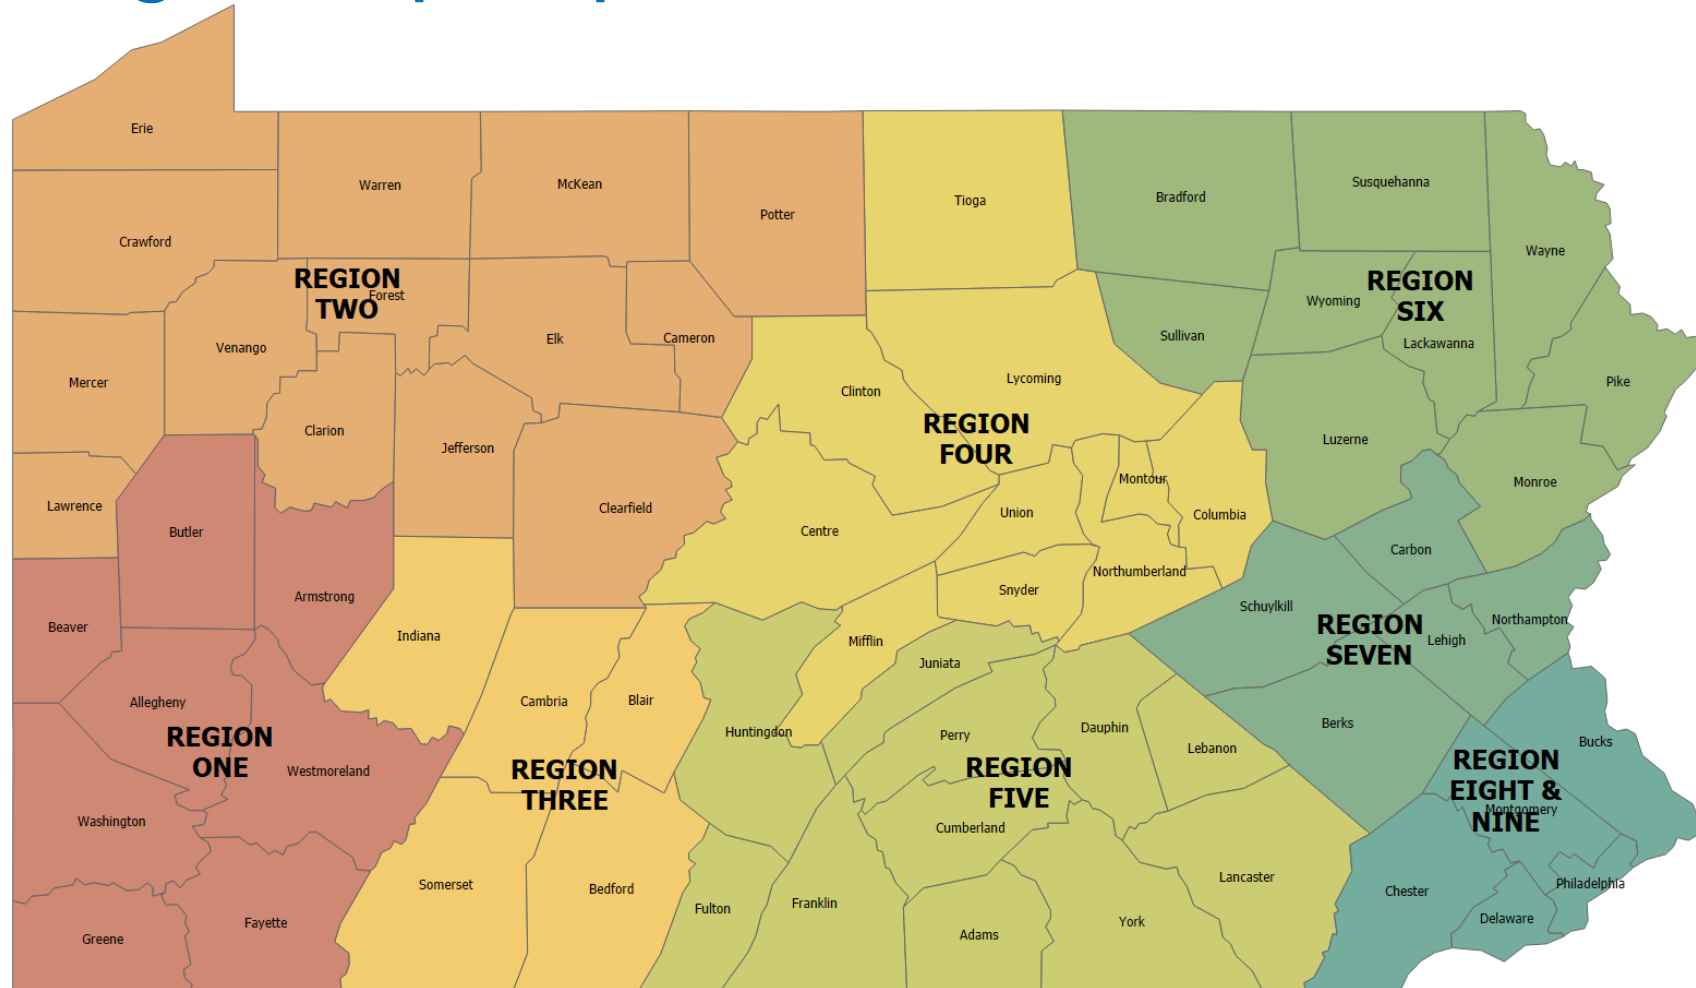 Erie
Warren
McKean
Susquehanna
Bradford
Tioga
Potter
Crawford
Wayne
REGION
TWO
Forest
REGION
SIX
Wyoming
Sullivan
Elk
Cameron
Lackawanna
Venango
Lycoming
Mercer
Pike
Clinton
REGION
FOUR
Clarion
Luzerne
Jefferson
Montour
Monroe
Lawrence
Clearfield
Union
Columbia
Butler
Centre
Carbon
Northumberland
Snyder
Armstrong
Schuylkill
Northampton
Beaver
REGION
SEVEN
Indiana
Mifflin
Lehigh
Juniata
Allegheny
Cambria
Blair
Berks
Dauphin
Huntingdon
Perry
Bucks
REGION
ONE
Lebanon
Westmoreland
REGION
THREE
REGION
FIVE
REGION
EIGHT &
NINE
Montgomery
Washington
Cumberland
Lancaster
Somerset
Bedford
Philadelphia
Chester
Franklin
Fulton
Delaware
Fayette
York
Adams
Greene